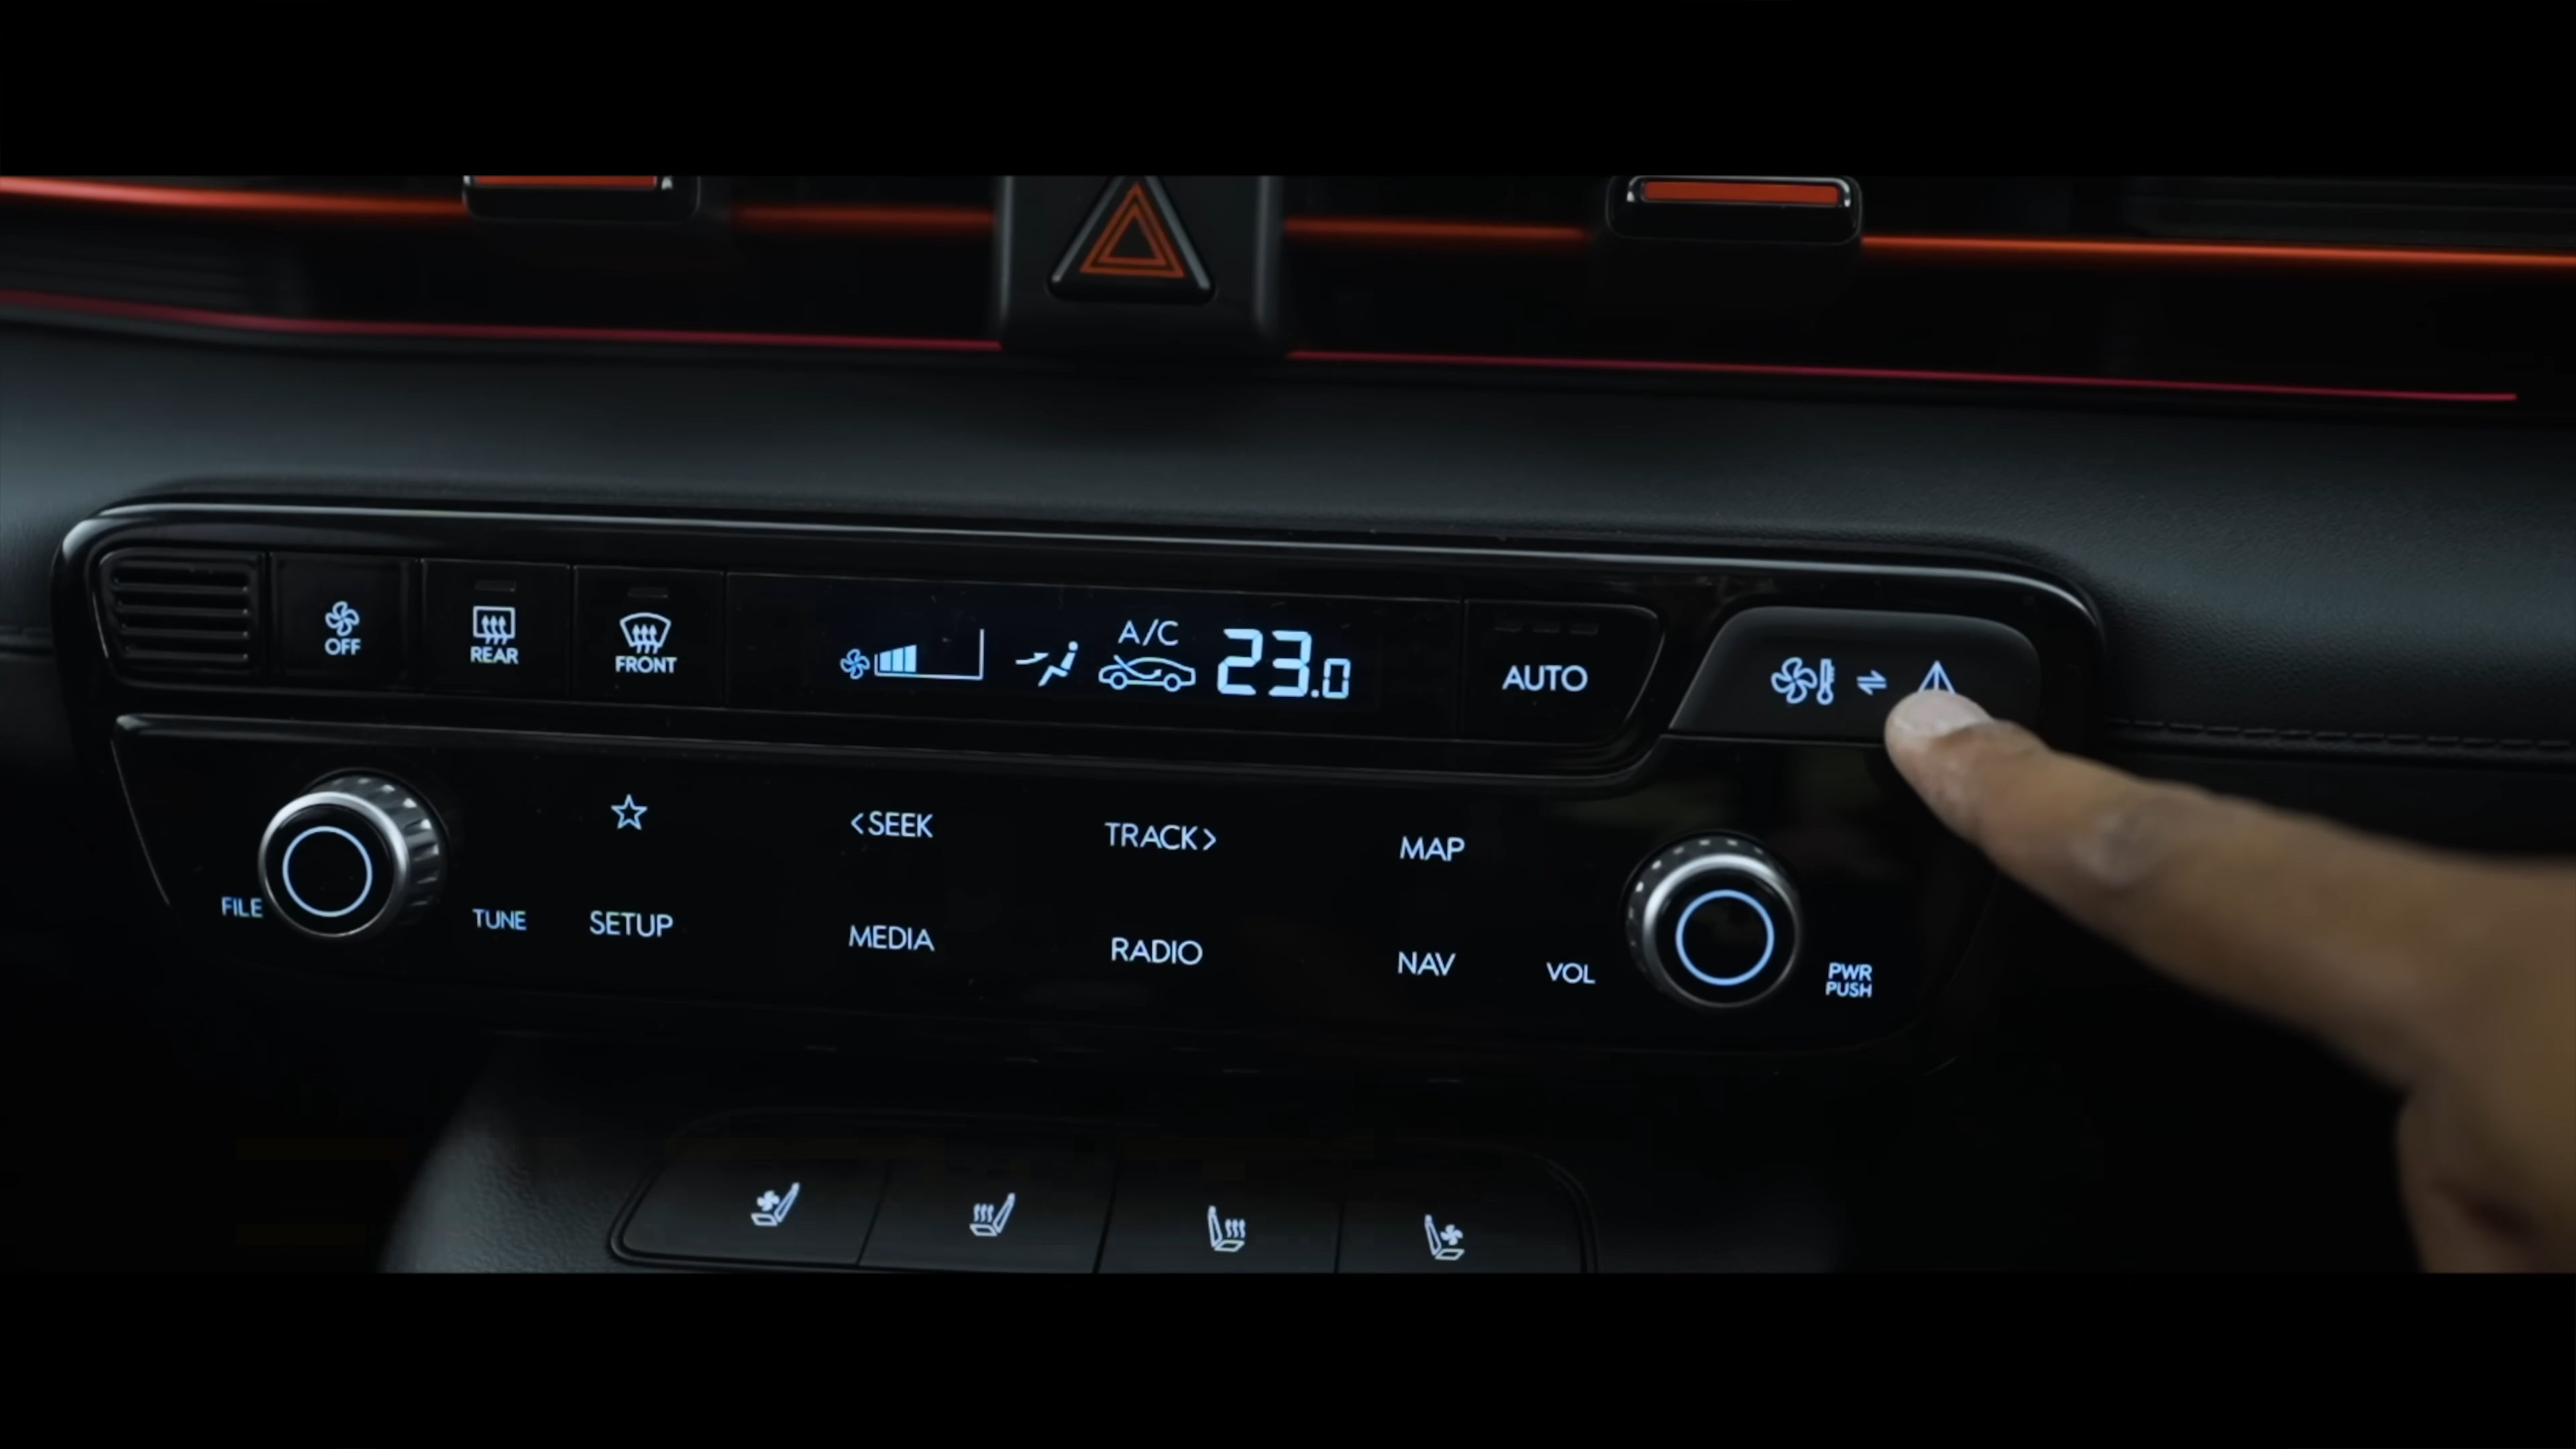 OFF
REAR
FRONT
A/C
23.0
AUTO
<SEEK
TRACK>
MAP
FILE
TUNE
SETUP
MEDIA
RADIO
NAV
VOL
PWR
PUSH